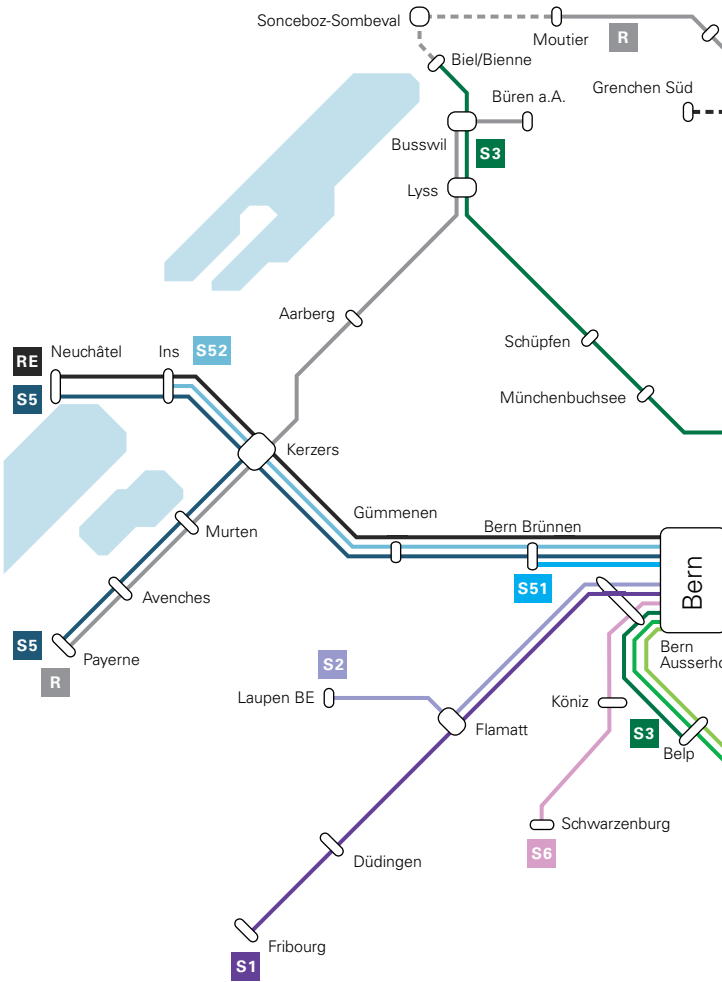 Sonceboz-Sombeval
Moutier
R
Biel/Bienne
Grenchen Süd
Büren a.A.
Busswil
S3
Lyss
Aarberg
Schüpfen
RE
Neuchâtel
Ins
S52
S5
Münchenbuchsee
Kerzers
Gümmenen
Bern Brünnen
Murten
Bern
S51
Avenches
S5
Payerne
R
S2
Bern
Ausserho
Laupen BE
Köniz
Flamatt
S3
Belp
Schwarzenburg
S6
Düdingen
Fribourg
S1